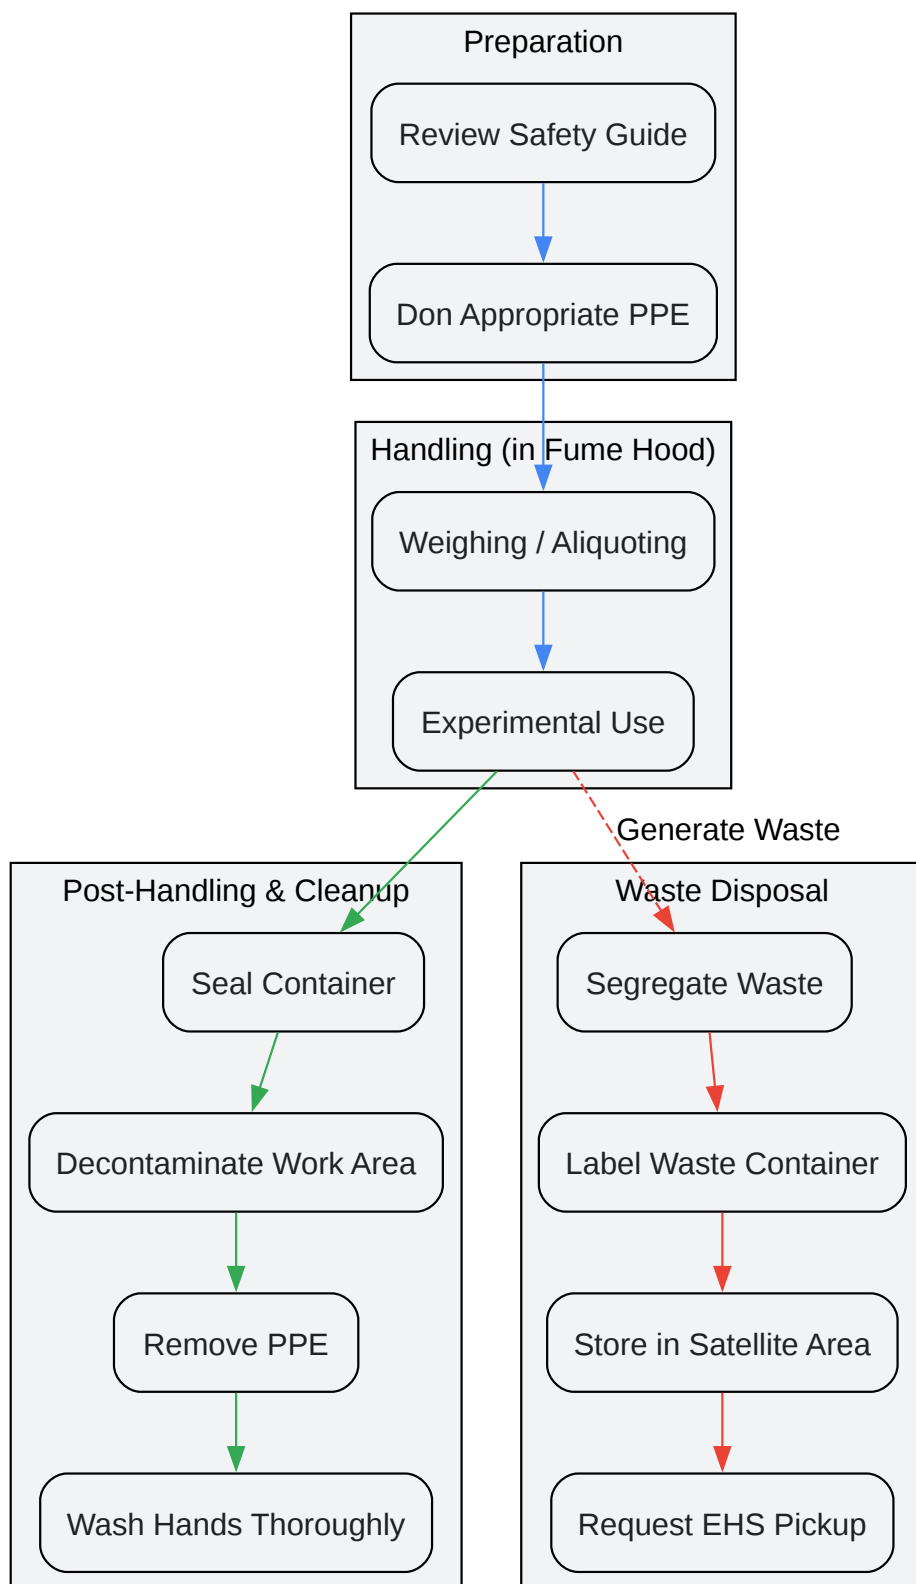 Preparation
Review Safety Guide
Don Appropriate PPE
Handling (in Fume Hood)
Weighing / Aliquoting
Experimental Use
Generate Waste
Post-Handling & Cleanup
Seal Container
Decontaminate Work Area
Remove PPE
Wash Hands Thoroughly
Waste Disposal
Segregate Waste
Label Waste Container
Store in Satellite Area
Request EHS Pickup